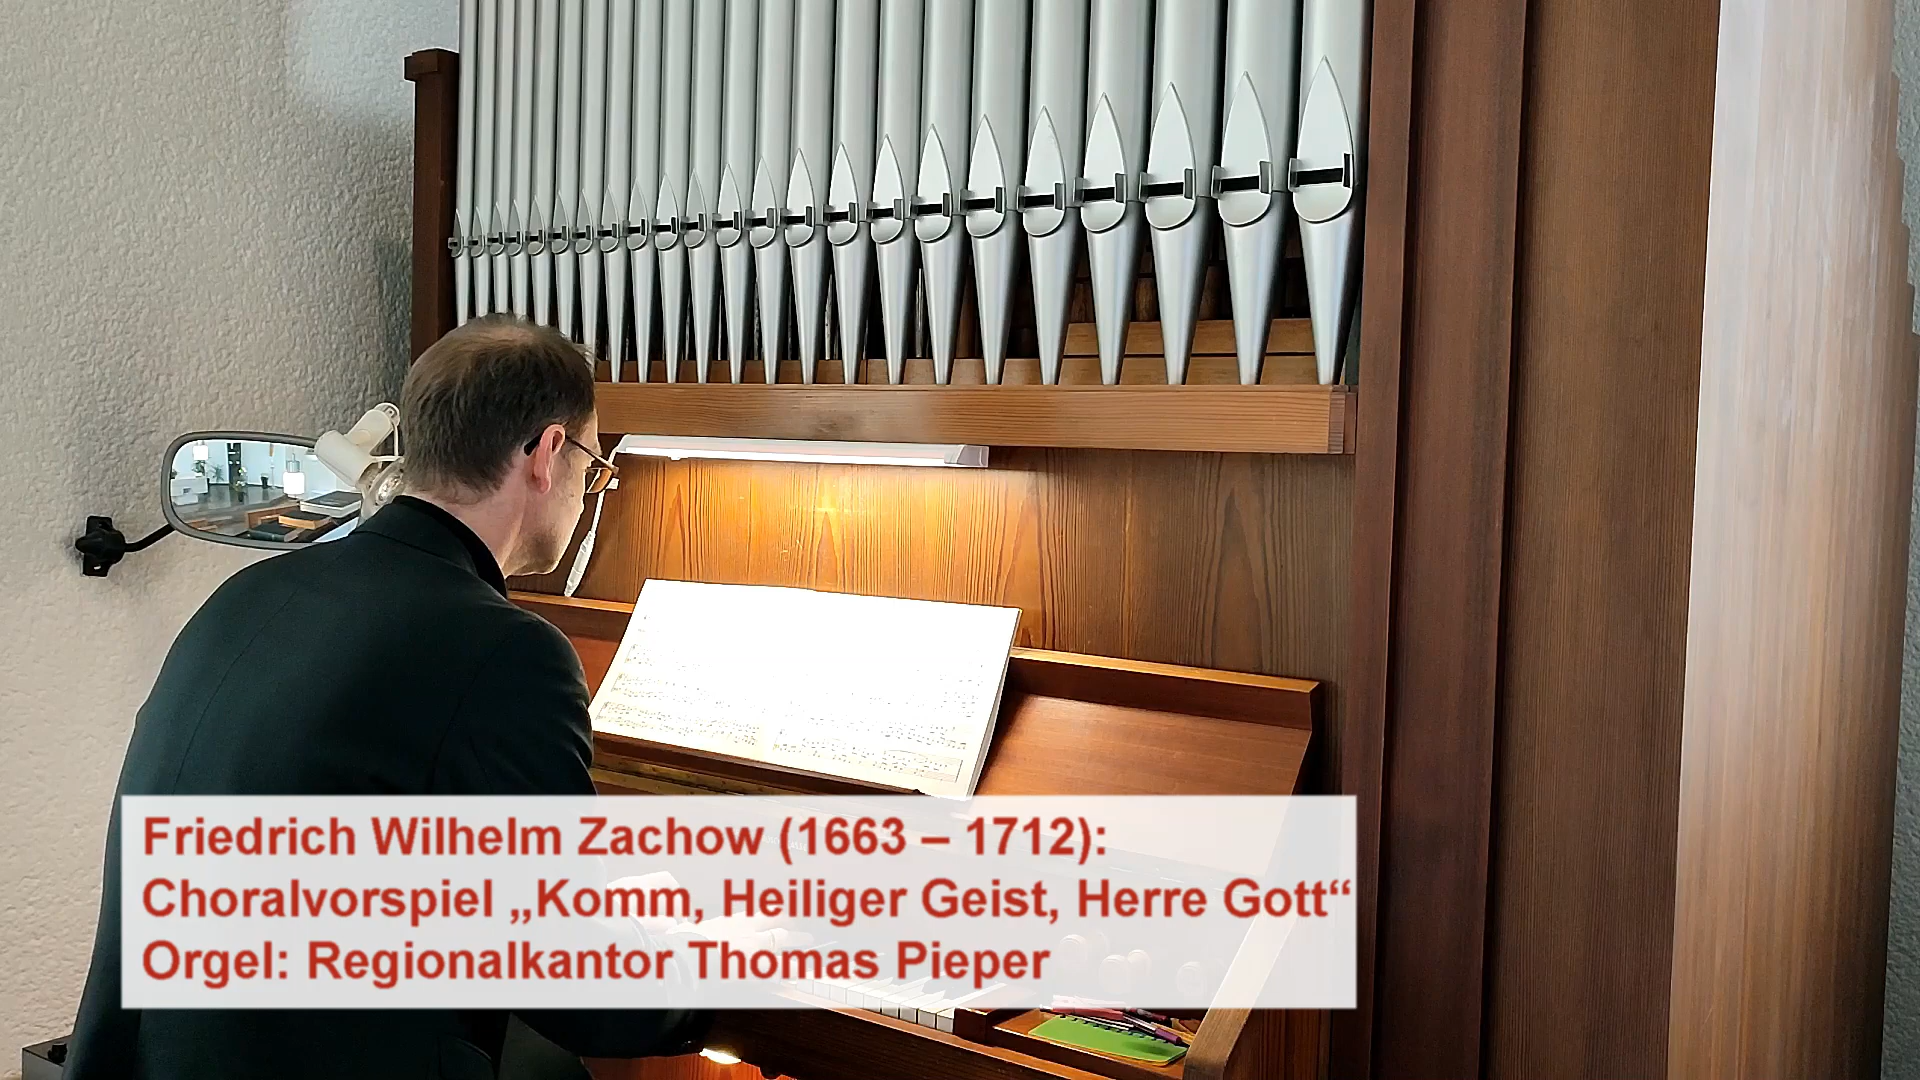 Friedrich Wilhelm Zachow (1663 – 1712):
Choralvorspiel „Komm, Heiliger Geist, Herre Gott“
Orgel: Regionalkantor Thomas Pieper